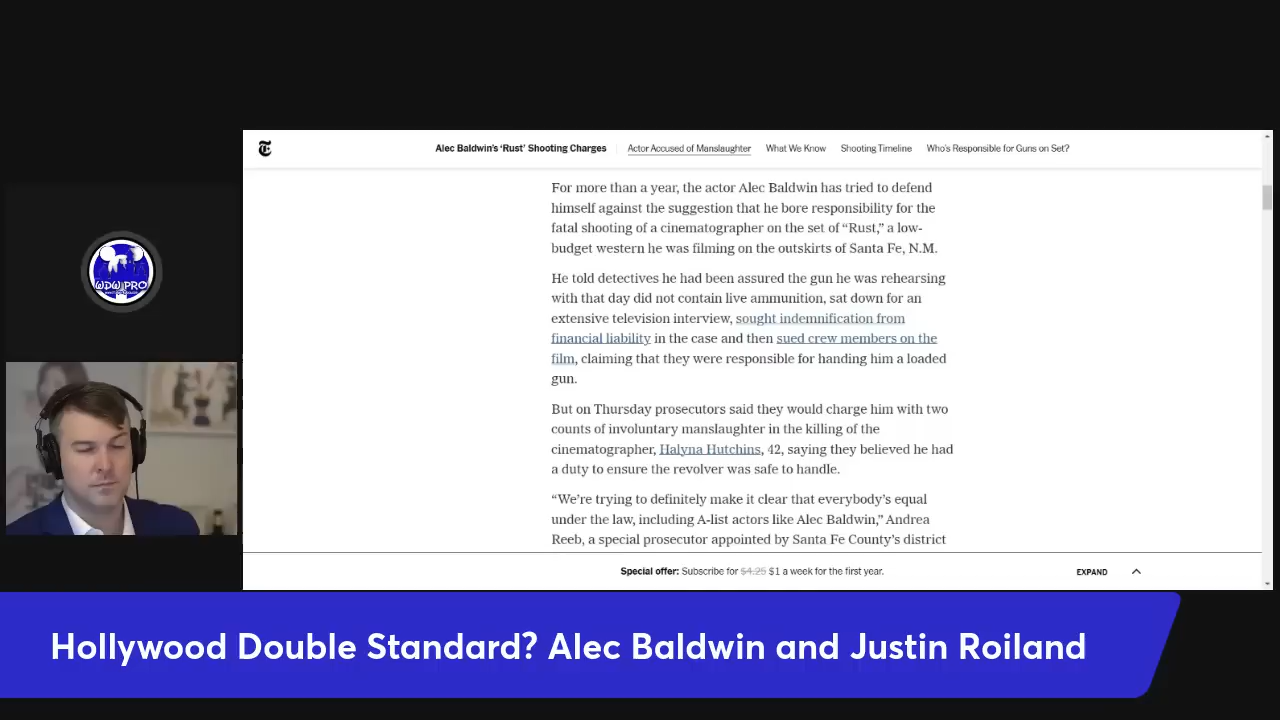 Alec Baldwin's 'Rust' Shooting Charges Actor Accused of Manslaughter What We Know Shooting Timeline Who's Responsible for Guns on Set?
For more than a year, the actor Alec Baldwin has tried to defend
himself against the suggestion that he bore responsibility for the
fatal shooting of a cinematographer on the set of “Rust,” a low-
budget western he was filming on the outskirts of Santa Fe, N.M.
He told detectives he had been assured the gun he was rehearsing
with that day did not contain live ammunition, sat down for an
extensive television interview, sought indemnification from
financial liability in the case and then sued crew members on the
film, claiming that they were responsible for handing him a loaded
gun.
But on Thursday prosecutors said they would charge him with two
counts of involuntary manslaughter in the killing of the
cinematographer, Halyna Hutchins, 42, saying they believed he had
a duty to ensure the revolver was safe to handle.
“We're trying to definitely make it clear that everybody's equal
under the law, including A-list actors like Alec Baldwin,” Andrea
Reeb, a special prosecutor appointed by Santa Fe County's district
Special offer: Subscribe for $4.25 $1 a week for the first year. EXPAND
WDW PRO
Hollywood Double Standard? Alec Baldwin and Justin Roiland